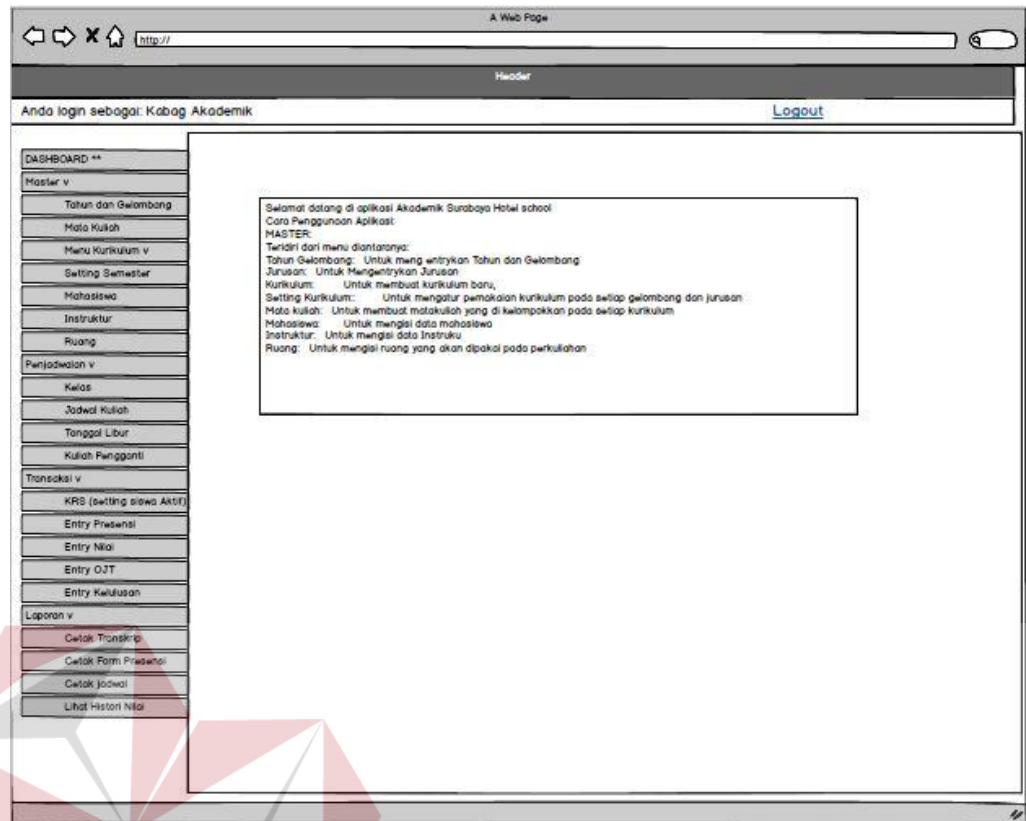 A Web Page
http://
Header
Anda login sebagai: Kabag Akademik
Logout
DASHBOARD **
Master v
Tahun dan Gelombang
Mata Kuliah
Menu Kurikulum v
Setting Semester
Mahasiswa
Instruktur
Ruang
Penjadwalan v
Kelas
Jadwal Kuliah
Tanggal Libur
Kuliah Pengganti
Transaksi v
KRS (setting siswa Aktif)
Entry Presensi
Entry Nilai
Entry OJT
Entry Kelulusan
Laporan v
Cetak Transkrip
Cetak Form Presensi
Cetak jadwal
Lihat Histori Nilai
Selamat datang di aplikasi Akademik Surabaya Hotel school
Cara Penggunaan Aplikasi:
MASTER:
Teridiri dari menu diantaranya:
Tahun Gelombang: Untuk meng entrykan Tahun dan Gelombang
Jurusan: Untuk Mengentrykan Jurusan
Kurikulum: Untuk membuat kurikulum baru,
Setting Kurikulum: Untuk mengatur pemakaian kurikulum pada setiap gelombang dan jurusan
Mata kuliah: Untuk membuat matakuliah yang di kelompokkan pada setiap kurikulum
Mahasiswa: Untuk mengisi data mahasiswa
Instruktur: Untuk mengisi data Instruku
Ruang: Untuk mengisi ruang yang akan dipakai pada perkuliahan